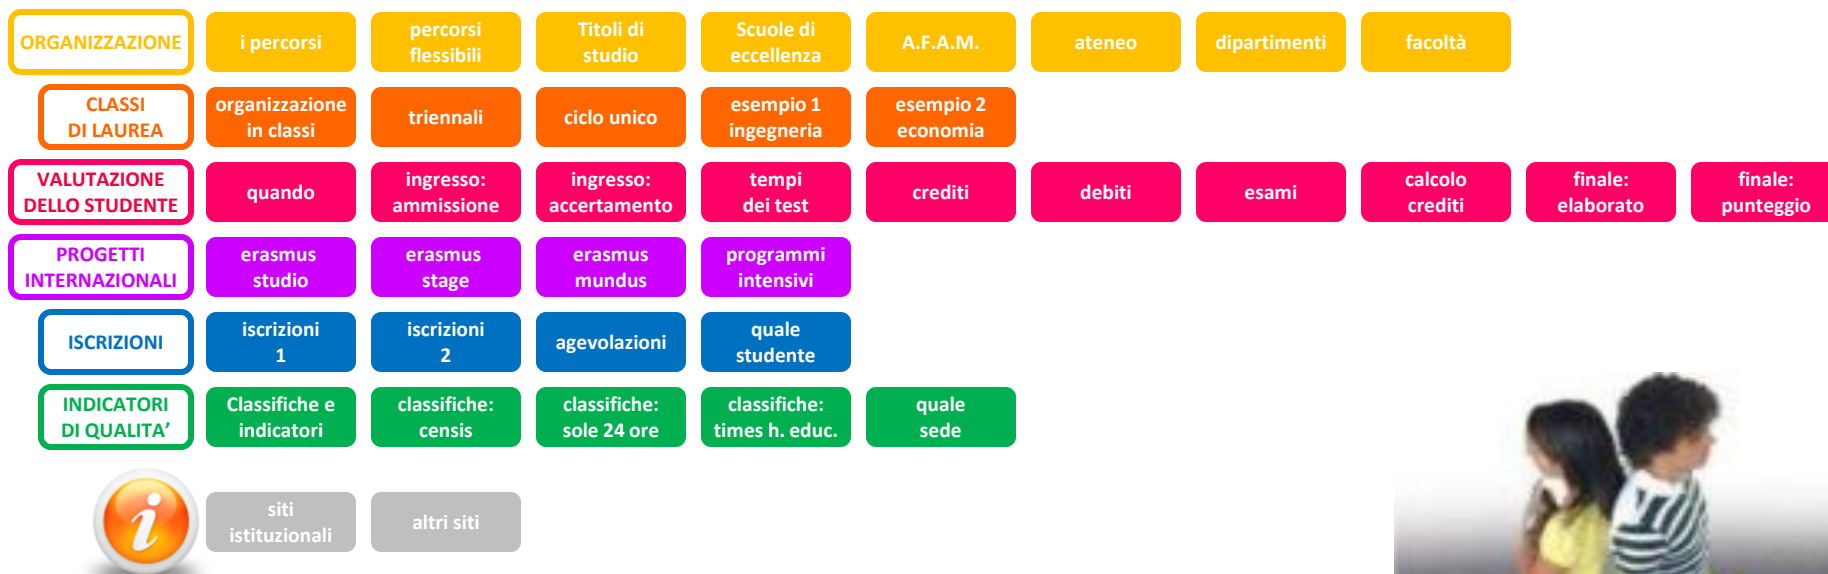 ORGANIZZAZIONE
i percorsi
percorsi
flessibili
Titoli di
studio
Scuole di
eccellenza
A.F.A.M.
ateneo
dipartimenti
facoltà
CLASSI
DI LAUREA
organizzazione
in classi
triennali
ciclo unico
esempio 1
ingegneria
esempio 2
economia
VALUTAZIONE
DELLO STUDENTE
quando
ingresso:
ammissione
ingresso:
accertamento
tempi
dei test
crediti
debiti
esami
calcolo
crediti
finale:
elaborato
finale:
punteggio
PROGETTI
INTERNAZIONALI
erasmus
studio
erasmus
stage
erasmus
mundus
programmi
intensivi
ISCRIZIONI
iscrizioni
1
iscrizioni
2
agevolazioni
quale
studente
INDICATORI
DI QUALITA’
Classifiche e
indicatori
classifiche:
censis
classifiche:
sole 24 ore
classifiche:
times h. educ.
quale
sede
i
siti
istituzionali
altri siti